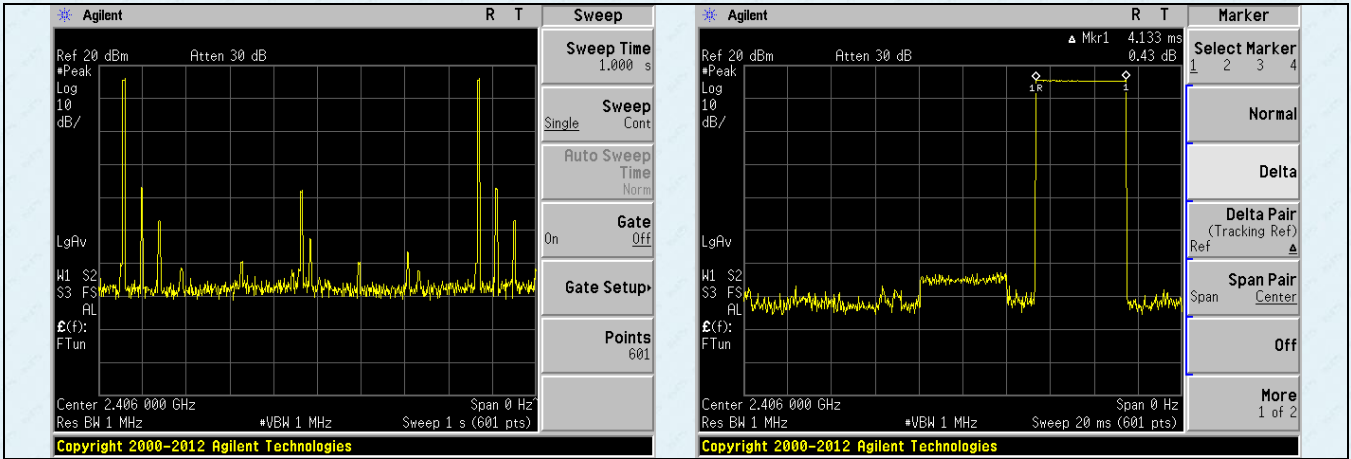 Agilent R T Sweep
Ref 20 dBm Atten 30 dB
#Peak
Log
10
dB/
LgAv
W1 S2
S3 FS
AL
£(f):
FTun
Center 2.406 000 GHz Span 0 Hz^
Res BW 1 MHz #VBW 1 MHz Sweep 1 s (601 pts)
Copyright 2000-2012 Agilent Technologies
Sweep Time
1.000 s
Sweep
Single Cont
Auto Sweep
Time
Norm
Gate
On Off
Gate Setup▸
Points
601
Agilent R T Marker
▵ Mkr1 4.133 ms
Ref 20 dBm Atten 30 dB 0.43 dB
#Peak
Log
10
dB/
1R 1
LgAv
W1 S2
S3 FS
AL
£(f):
FTun
Center 2.406 000 GHz Span 0 Hz
Res BW 1 MHz #VBW 1 MHz Sweep 20 ms (601 pts)
Copyright 2000-2012 Agilent Technologies
Select Marker
1 2 3 4
Normal
Delta
Delta Pair
(Tracking Ref)
Ref ▵
Span Pair
Span Center
Off
More
1 of 2